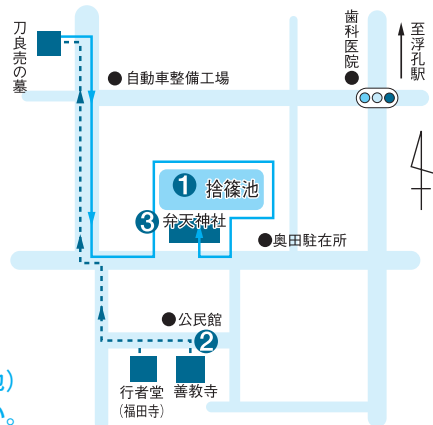 刀良売の墓
自動車整備工場
歯科医院
至浮孔駅
1 捨篠池
3 弁天神社
奥田駐在所
公民館
2
行者堂
(福田寺)
善教寺
)
。